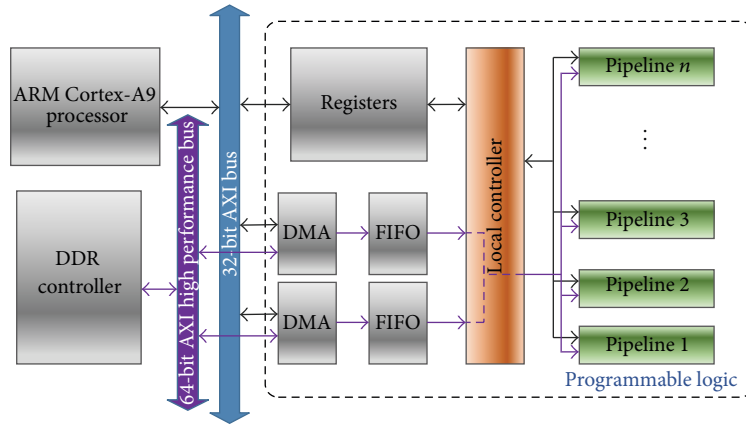 ARM Cortex-A9
processor
DDR
controller
64-bit AXI high performance bus
32-bit AXI bus
Registers
DMA
FIFO
DMA
FIFO
Local controller
Pipeline n
...
Pipeline 3
Pipeline 2
Pipeline 1
Programmable logic